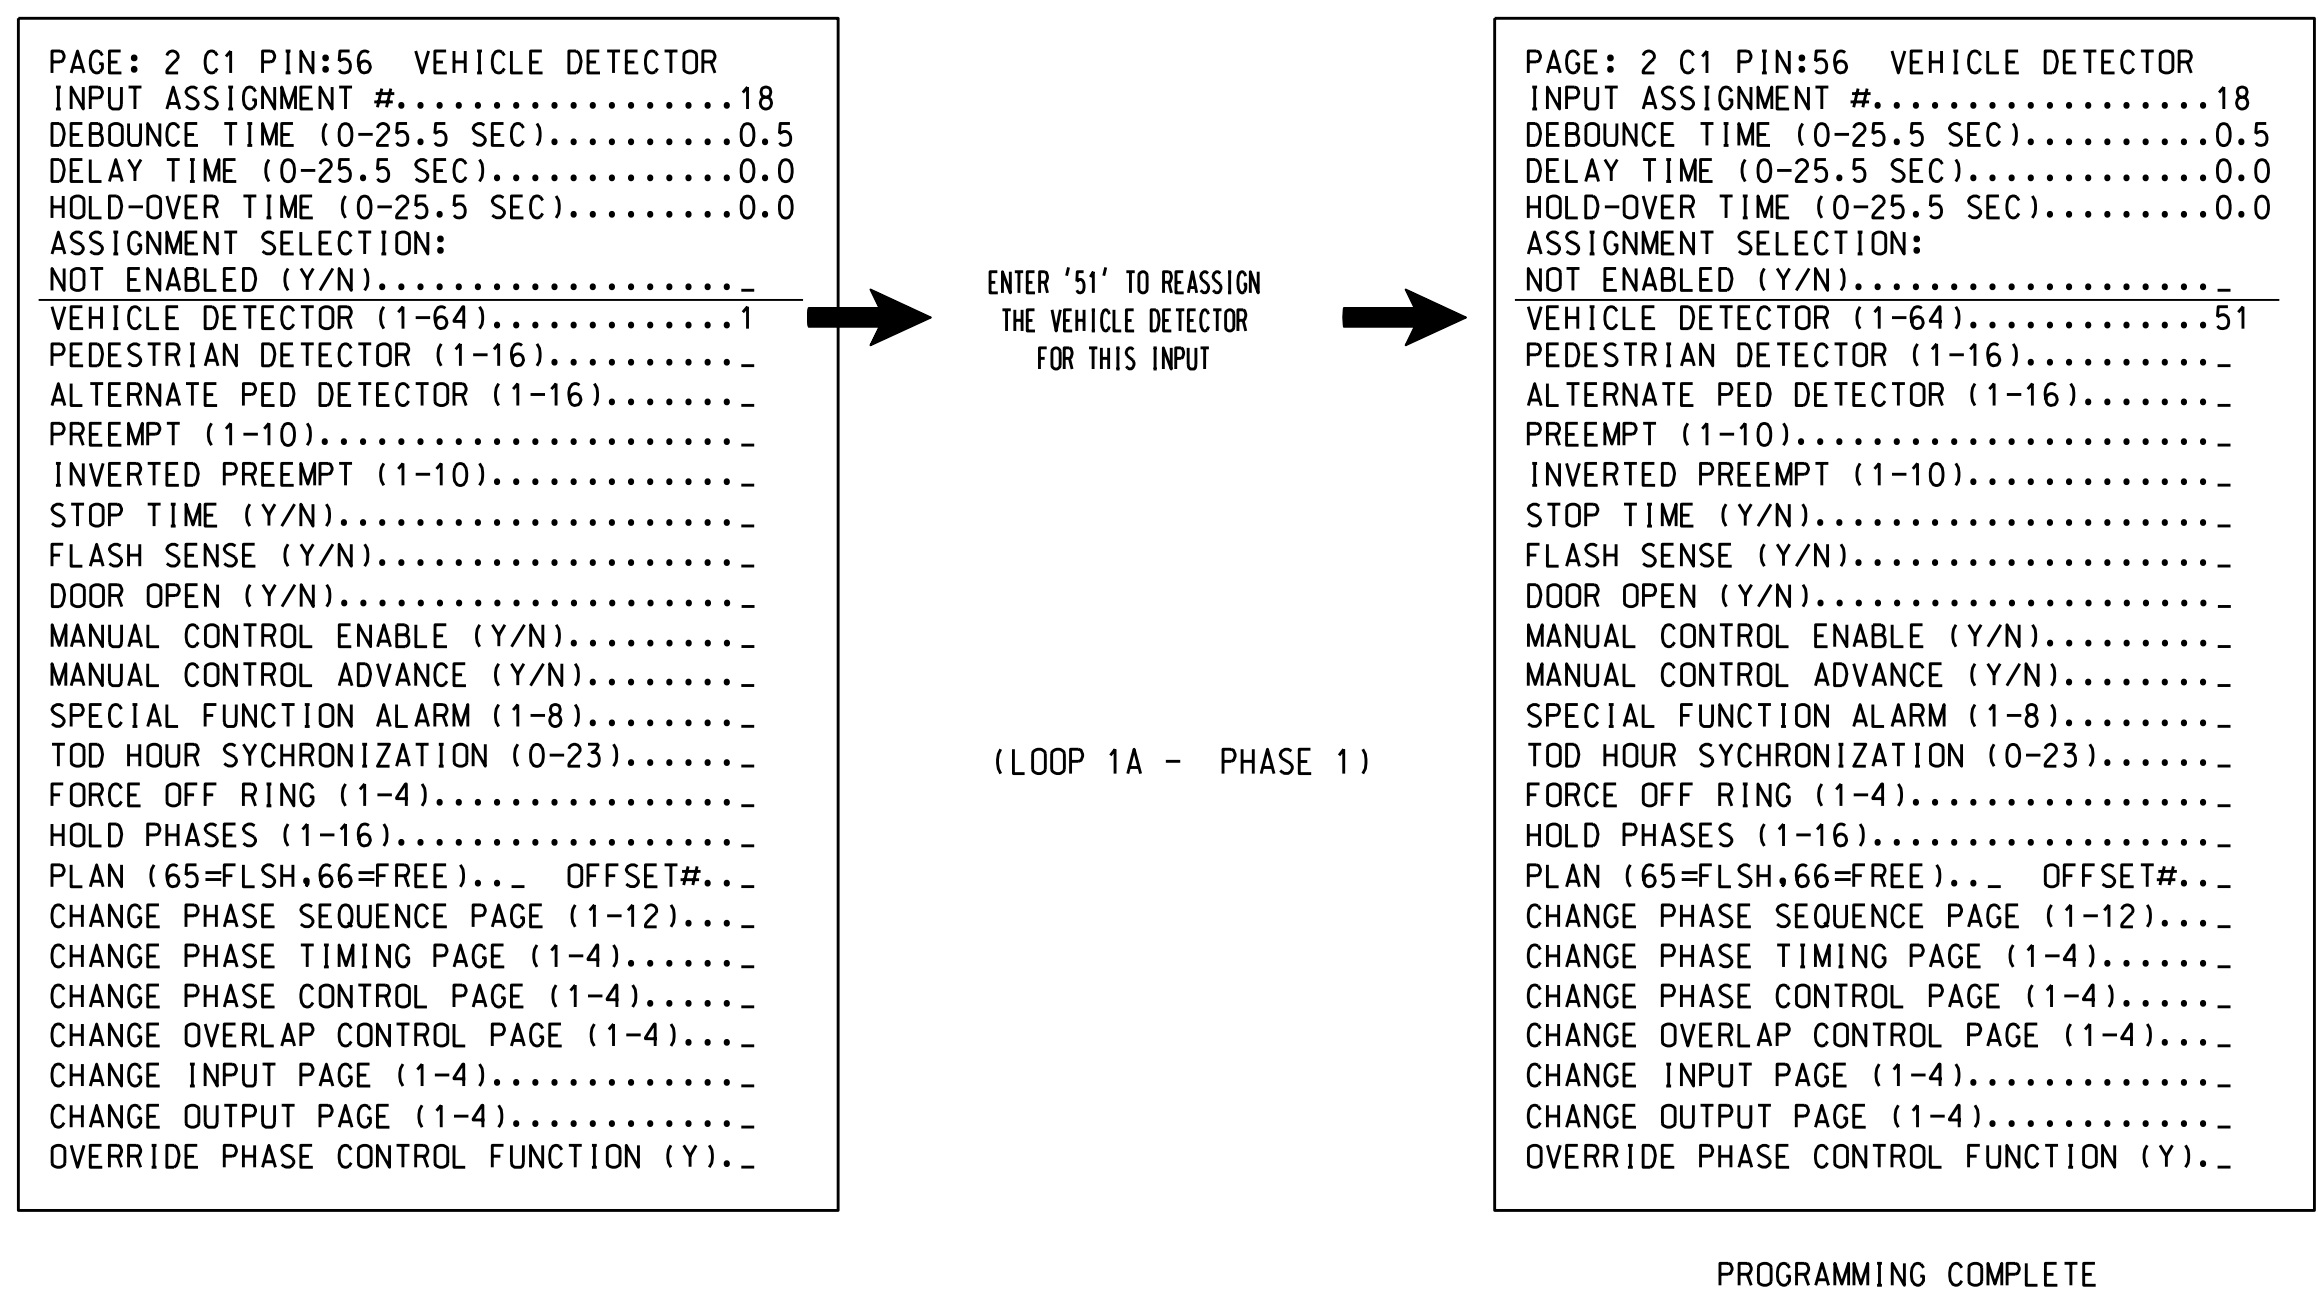 PAGE: 2 C1 PIN:56  VEHICLE DETECTOR
INPUT ASSIGNMENT #..................18
DEBOUNCE TIME (0-25.5 SEC)..........0.5
DELAY TIME (0-25.5 SEC).............0.0
HOLD-OVER TIME (0-25.5 SEC).........0.0
ASSIGNMENT SELECTION:
NOT ENABLED (Y/N)..................._
VEHICLE DETECTOR (1-64).............1
PEDESTRIAN DETECTOR (1-16).........._
ALTERNATE PED DETECTOR (1-16)......._
PREEMPT (1-10)......................_
INVERTED PREEMPT (1-10)............._
STOP TIME (Y/N)....................._
FLASH SENSE (Y/N)..................._
DOOR OPEN (Y/N)....................._
MANUAL CONTROL ENABLE (Y/N)........._
MANUAL CONTROL ADVANCE (Y/N)........_
SPECIAL FUNCTION ALARM (1-8)........_
TOD HOUR SYCHRONIZATION (0-23)......_
FORCE OFF RING (1-4)................_
HOLD PHASES (1-16).................._
PLAN (65=FLSH,66=FREE).._  OFFSET#.._
CHANGE PHASE SEQUENCE PAGE (1-12)..._
CHANGE PHASE TIMING PAGE (1-4)......_
CHANGE PHASE CONTROL PAGE (1-4)....._
CHANGE OVERLAP CONTROL PAGE (1-4)..._
CHANGE INPUT PAGE (1-4)............._
CHANGE OUTPUT PAGE (1-4)............_
OVERRIDE PHASE CONTROL FUNCTION (Y)._
ENTER '51' TO REASSIGN
THE VEHICLE DETECTOR
FOR THIS INPUT
(LOOP 1A -  PHASE 1)
PAGE: 2 C1 PIN:56  VEHICLE DETECTOR
INPUT ASSIGNMENT #..................18
DEBOUNCE TIME (0-25.5 SEC)..........0.5
DELAY TIME (0-25.5 SEC).............0.0
HOLD-OVER TIME (0-25.5 SEC).........0.0
ASSIGNMENT SELECTION:
NOT ENABLED (Y/N)..................._
VEHICLE DETECTOR (1-64).............51
PEDESTRIAN DETECTOR (1-16).........._
ALTERNATE PED DETECTOR (1-16)......._
PREEMPT (1-10)......................_
INVERTED PREEMPT (1-10)............._
STOP TIME (Y/N)....................._
FLASH SENSE (Y/N)..................._
DOOR OPEN (Y/N)....................._
MANUAL CONTROL ENABLE (Y/N)........._
MANUAL CONTROL ADVANCE (Y/N)........_
SPECIAL FUNCTION ALARM (1-8)........_
TOD HOUR SYCHRONIZATION (0-23)......_
FORCE OFF RING (1-4)................_
HOLD PHASES (1-16).................._
PLAN (65=FLSH,66=FREE).._  OFFSET#.._
CHANGE PHASE SEQUENCE PAGE (1-12)..._
CHANGE PHASE TIMING PAGE (1-4)......_
CHANGE PHASE CONTROL PAGE (1-4)....._
CHANGE OVERLAP CONTROL PAGE (1-4)..._
CHANGE INPUT PAGE (1-4)............._
CHANGE OUTPUT PAGE (1-4)............_
OVERRIDE PHASE CONTROL FUNCTION (Y)._
PROGRAMMING COMPLETE